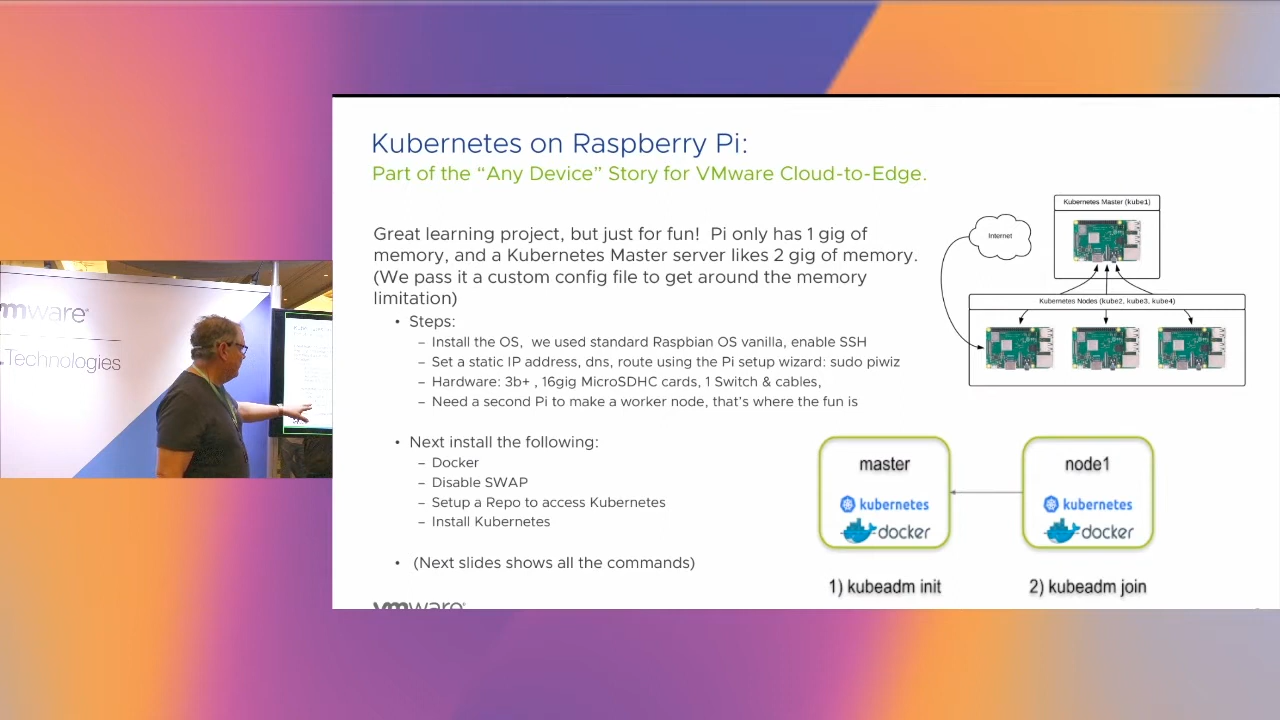 Kubernetes on Raspberry Pi:
Part of the “Any Device” Story for VMware Cloud-to-Edge.
Great learning project, but just for fun! Pi only has 1 gig of
memory, and a Kubernetes Master server likes 2 gig of memory.
(We pass it a custom config file to get around the memory
limitation)
• Steps:
– Install the OS, we used standard Raspbian OS vanilla, enable SSH
– Set a static IP address, dns, route using the Pi setup wizard: sudo piwiz
– Hardware: 3b+ , 16gig MicroSDHC cards, 1 Switch & cables,
– Need a second Pi to make a worker node, that’s where the fun is
• Next install the following:
– Docker
– Disable SWAP
– Setup a Repo to access Kubernetes
– Install Kubernetes
• (Next slides shows all the commands)
vmware®
Kubernetes Master (kube1)
Internet
Kubernetes Nodes (kube2, kube3, kube4)
master
kubernetes
docker
1) kubeadm init
node1
kubernetes
docker
2) kubeadm join
mware®
Technologies